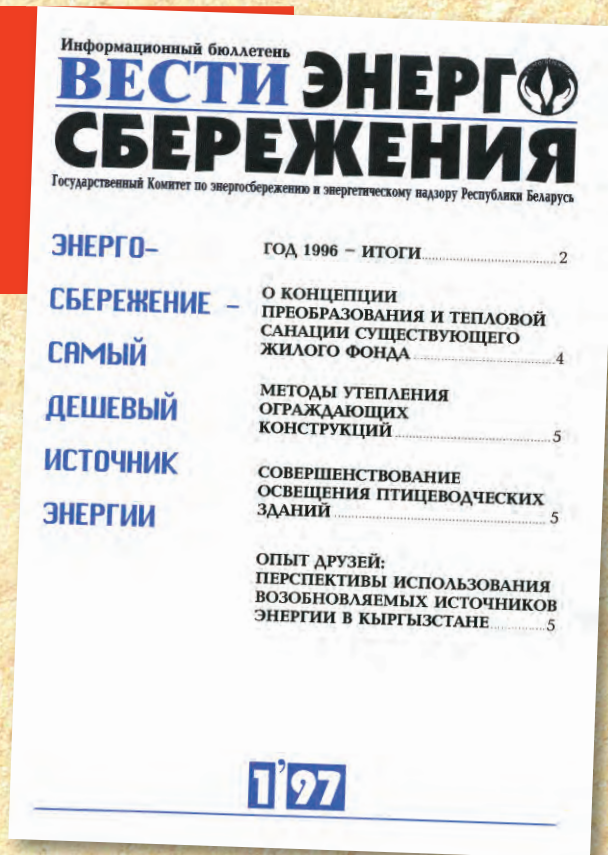 Информационный бюллетень
ВЕСТИ ЭНЕРГО
СБЕРЕЖЕНИЯ
Государственный Комитет по энергосбережению и энергетическому надзору Республики Беларусь
ЭНЕРГО–
СБЕРЕЖЕНИЕ –
САМЫЙ
ДЕШЕВЫЙ
ИСТОЧНИК
ЭНЕРГИИ
ГОД 1996 – ИТОГИ 2
О КОНЦЕПЦИИ
ПРЕОБРАЗОВАНИЯ И ТЕПЛОВОЙ
САНАЦИИ СУЩЕСТВУЮЩЕГО
ЖИЛОГО ФОНДА 4
МЕТОДЫ УТЕПЛЕНИЯ
ОГРАЖДАЮЩИХ
КОНСТРУКЦИЙ 5
СОВЕРШЕНСТВОВАНИЕ
ОСВЕЩЕНИЯ ПТИЦЕВОДЧЕСКИХ
ЗДАНИЙ 5
ОПЫТ ДРУЗЕЙ:
ПЕРСПЕКТИВЫ ИСПОЛЬЗОВАНИЯ
ВОЗОБНОВЛЯЕМЫХ ИСТОЧНИКОВ
ЭНЕРГИИ В КЫРГЫЗСТАНЕ 5
1'97